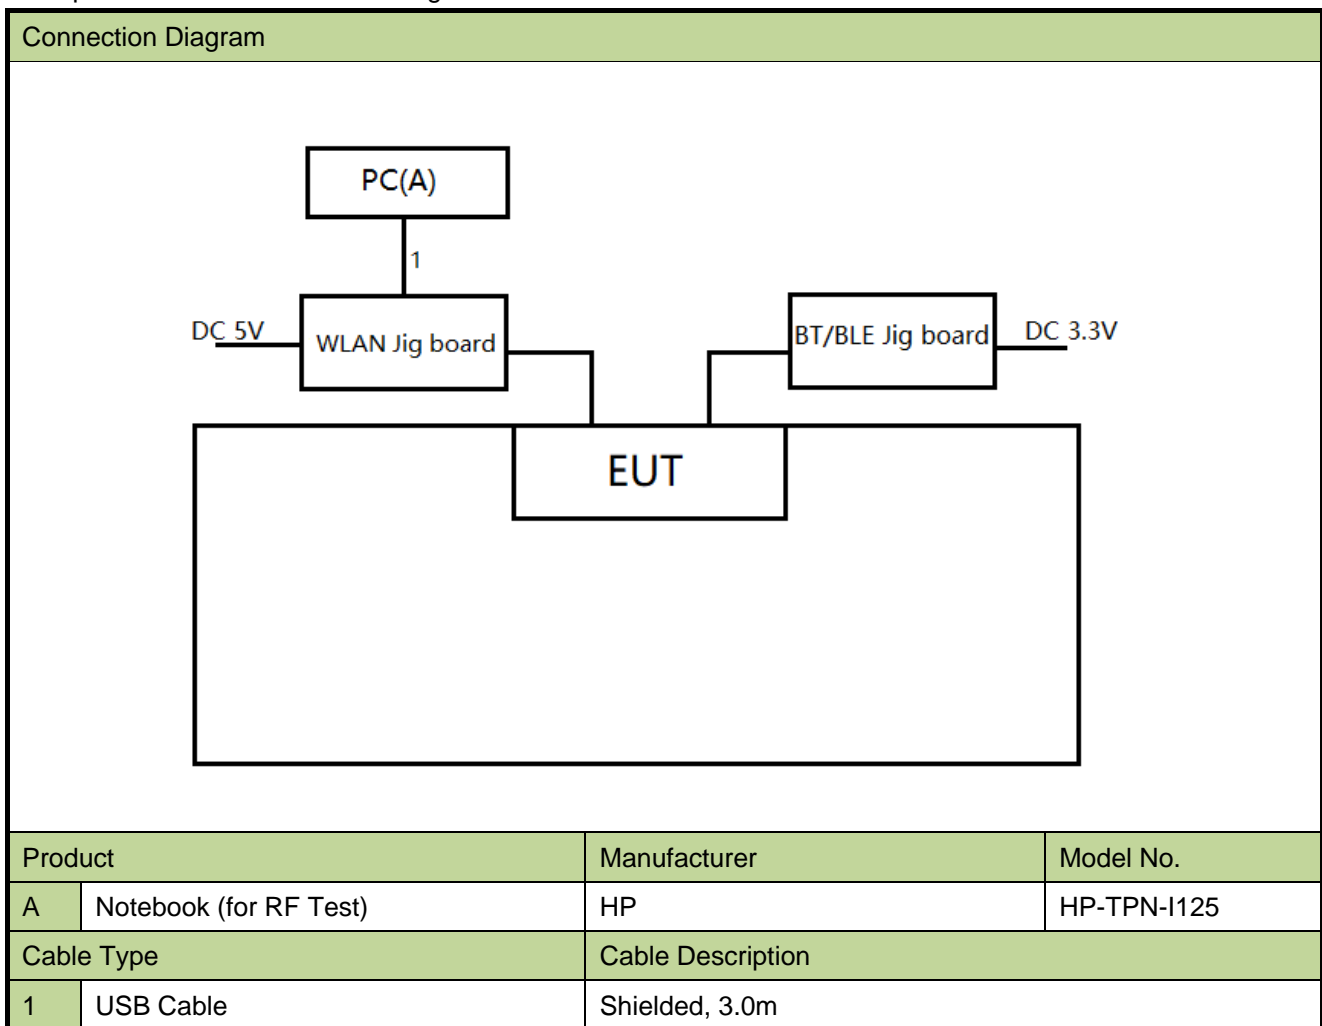 Connection Diagram
PC(A)
1
DC 5V
WLAN Jig board
BT/BLE Jig board
DC 3.3V
EUT
Product Manufacturer Model No.
A Notebook (for RF Test) HP HP-TPN-I125
Cable Type Cable Description
1 USB Cable Shielded, 3.0m